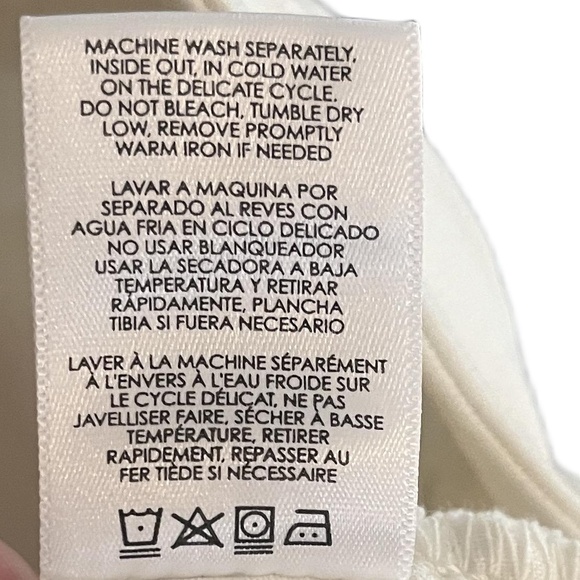 MACHINE WASH SEPARATELY,
INSIDE OUT, IN COLD WATER
ON THE DELICATE CYCLE.
DO NOT BLEACH, TUMBLE DRY
LOW, REMOVE PROMPTLY
WARM IRON IF NEEDED
LAVAR A MAQUINA POR
SEPARADO AL REVES CON
AGUA FRIA EN CICLO DELICADO
NO USAR BLANQUEADOR
USAR LA SECADORA A BAJA
TEMPERATURA Y RETIRAR
RÁPIDAMENTE, PLANCHA
TIBIA SI FUERA NECESARIO
LAVER À LA MACHINE SÉPARÉMENT
À L'ENVERS À L'EAU FROIDE SUR
LE CYCLE DÉLICAT, NE PAS
JAVELLISER FAIRE, SÉCHER À BASSE
TEMPÉRATURE, RETIRER
RAPIDEMENT, REPASSER AU
FER TIÈDE SI NÉCESSAIRE